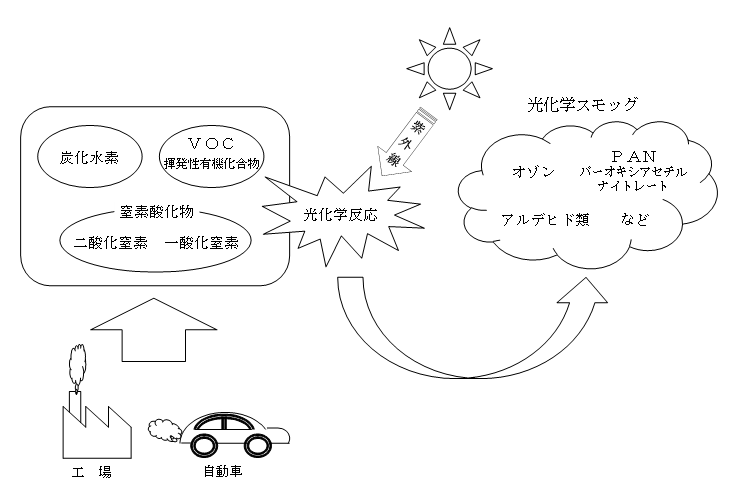 光化学スモッグ
紫外線
炭化水素
ＶＯＣ
揮発性有機化合物
窒素酸化物
二酸化窒素　一酸化窒素
光化学反応
オゾン
ＰＡＮ
パーオキシアセチル
ナイトレート
アルデヒド類　　など
工　場
自動車